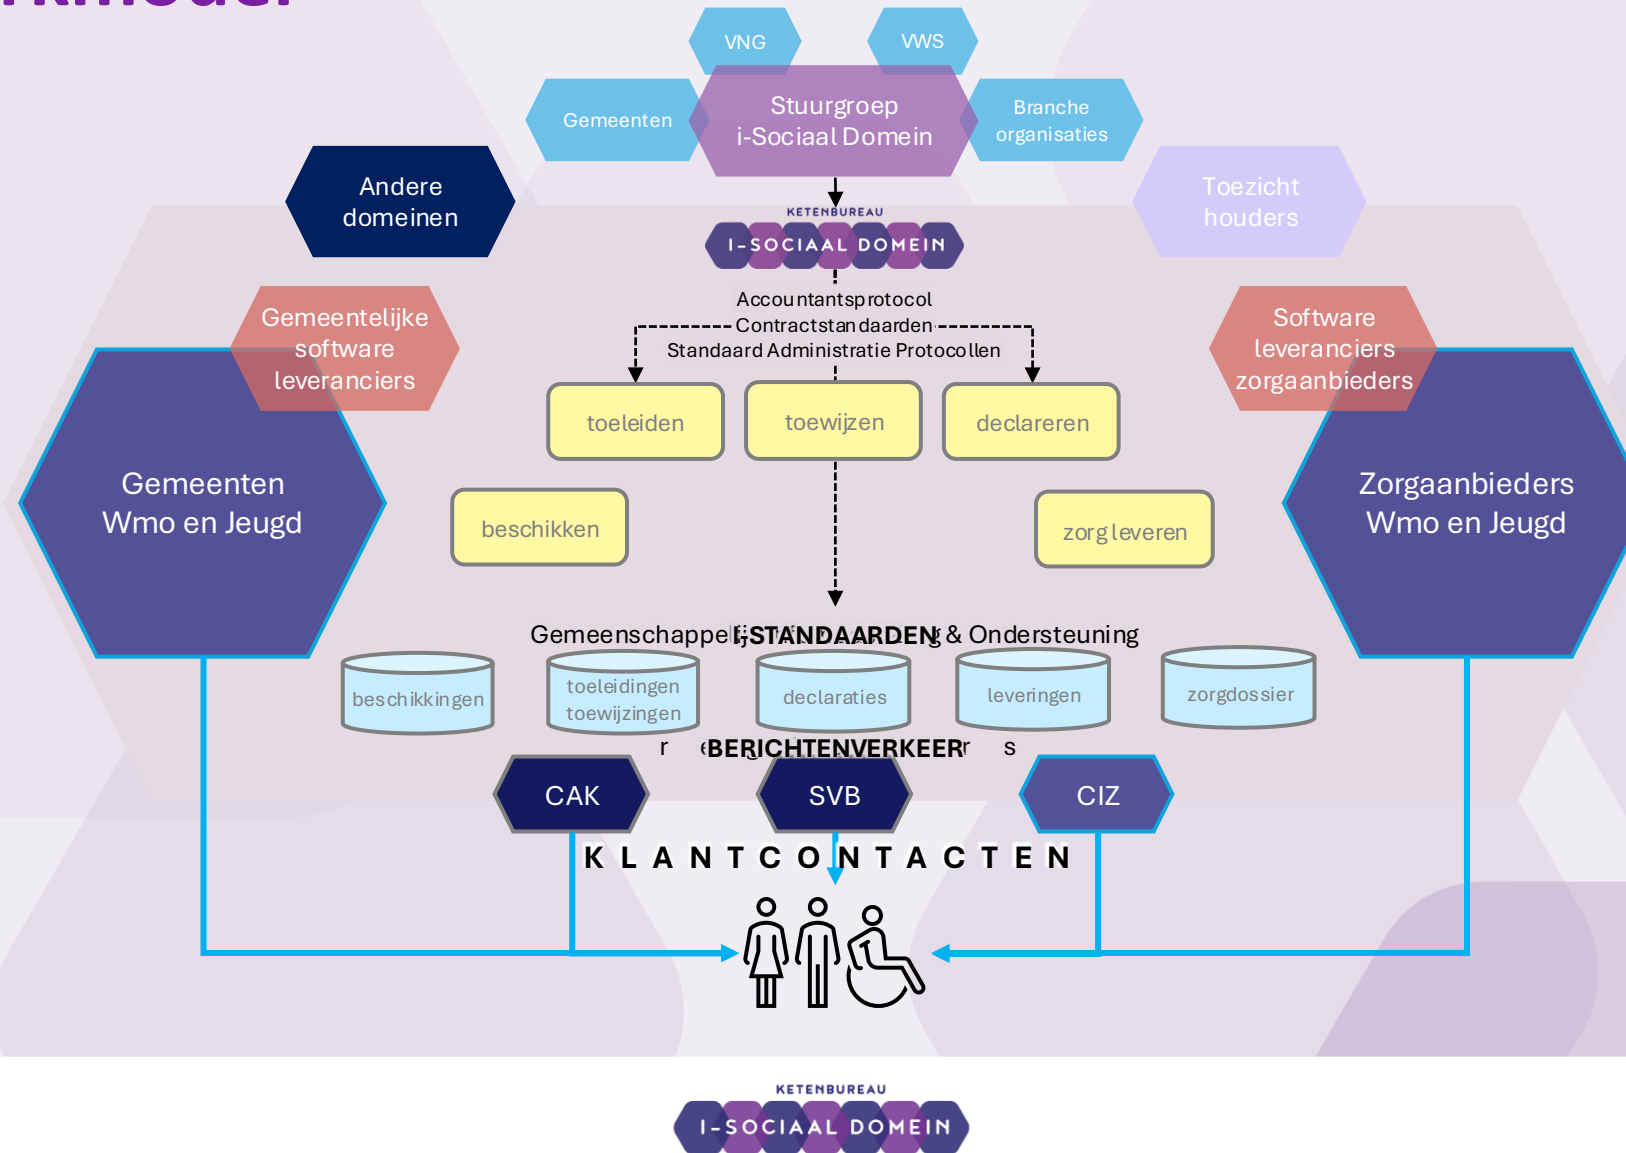 VNG
VWS
Gemeenten
Stuurgroep
i-Sociaal Domein
Branche
organisaties
Andere
domeinen
Toezicht
houders
KETENBUREAU
I-SOCIAAL DOMEIN
Gemeentelijke
software
leveranciers
Accountantsprotocol
Contractstandaarden
Standaard Administratie Protocollen
Software
leveranciers
zorgaanbieders
toeleiden
toewijzen
declareren
Gemeenten
Wmo en Jeugd
Zorgaanbieders
Wmo en Jeugd
beschikken
zorg leveren
I-STANDAARDEN
& Ondersteuning
beschikkingen
toeleidingen
toewijzingen
declaraties
leveringen
zorgdossier
BERICHTENVERKEER
CAK
SVB
CIZ
KLANTCONTACTEN
KETENBUREAU
I-SOCIAAL DOMEIN